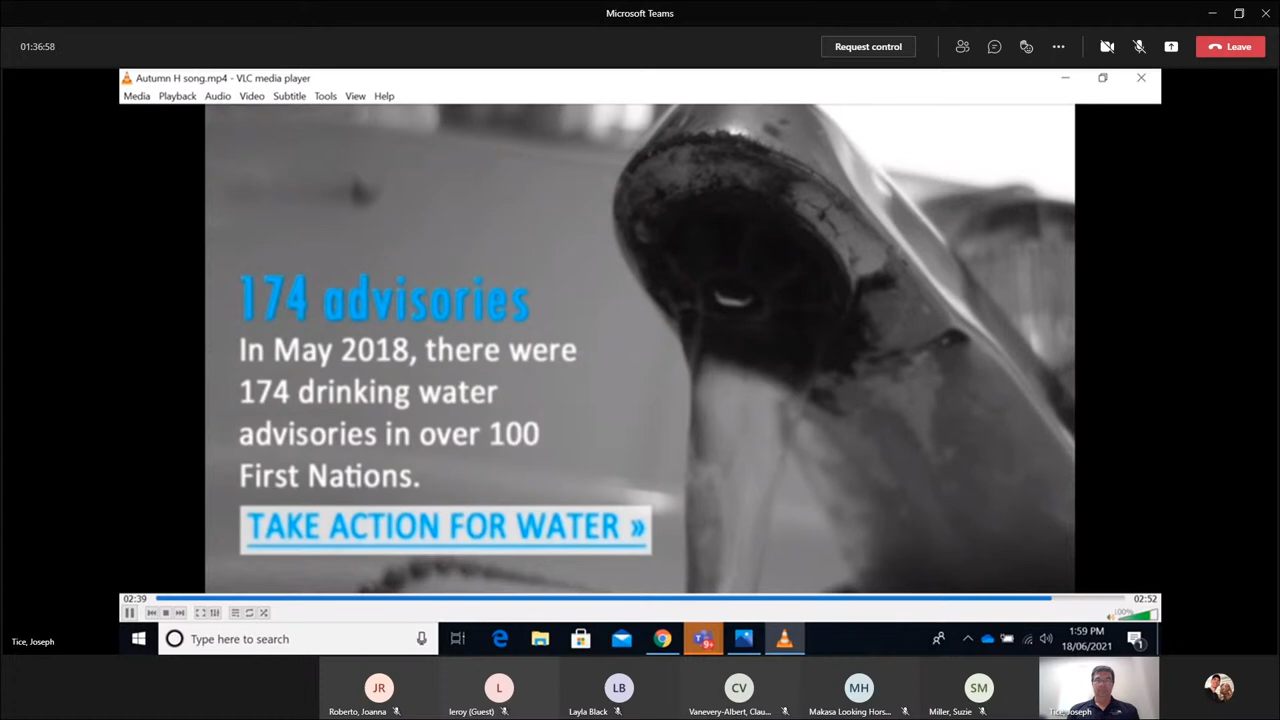 Microsoft Teams
01:36:58
Request control
Leave
Autumn H song.mp4 - VLC media player
Media Playback Audio Video Subtitle Tools View Help
174 advisories
In May 2018, there were
174 drinking water
advisories in over 100
First Nations.
TAKE ACTION FOR WATER »
02:39
02:52
100%
Tice, Joseph
Type here to search
9+
1:59 PM
18/06/2021
1
JR
L
LB
CV
MH
SM
Roberto, Joanna
leroy (Guest)
Layla Black
Vanevery-Albert, Clau...
Makasa Looking Hors...
Miller, Suzie
Tice, Joseph